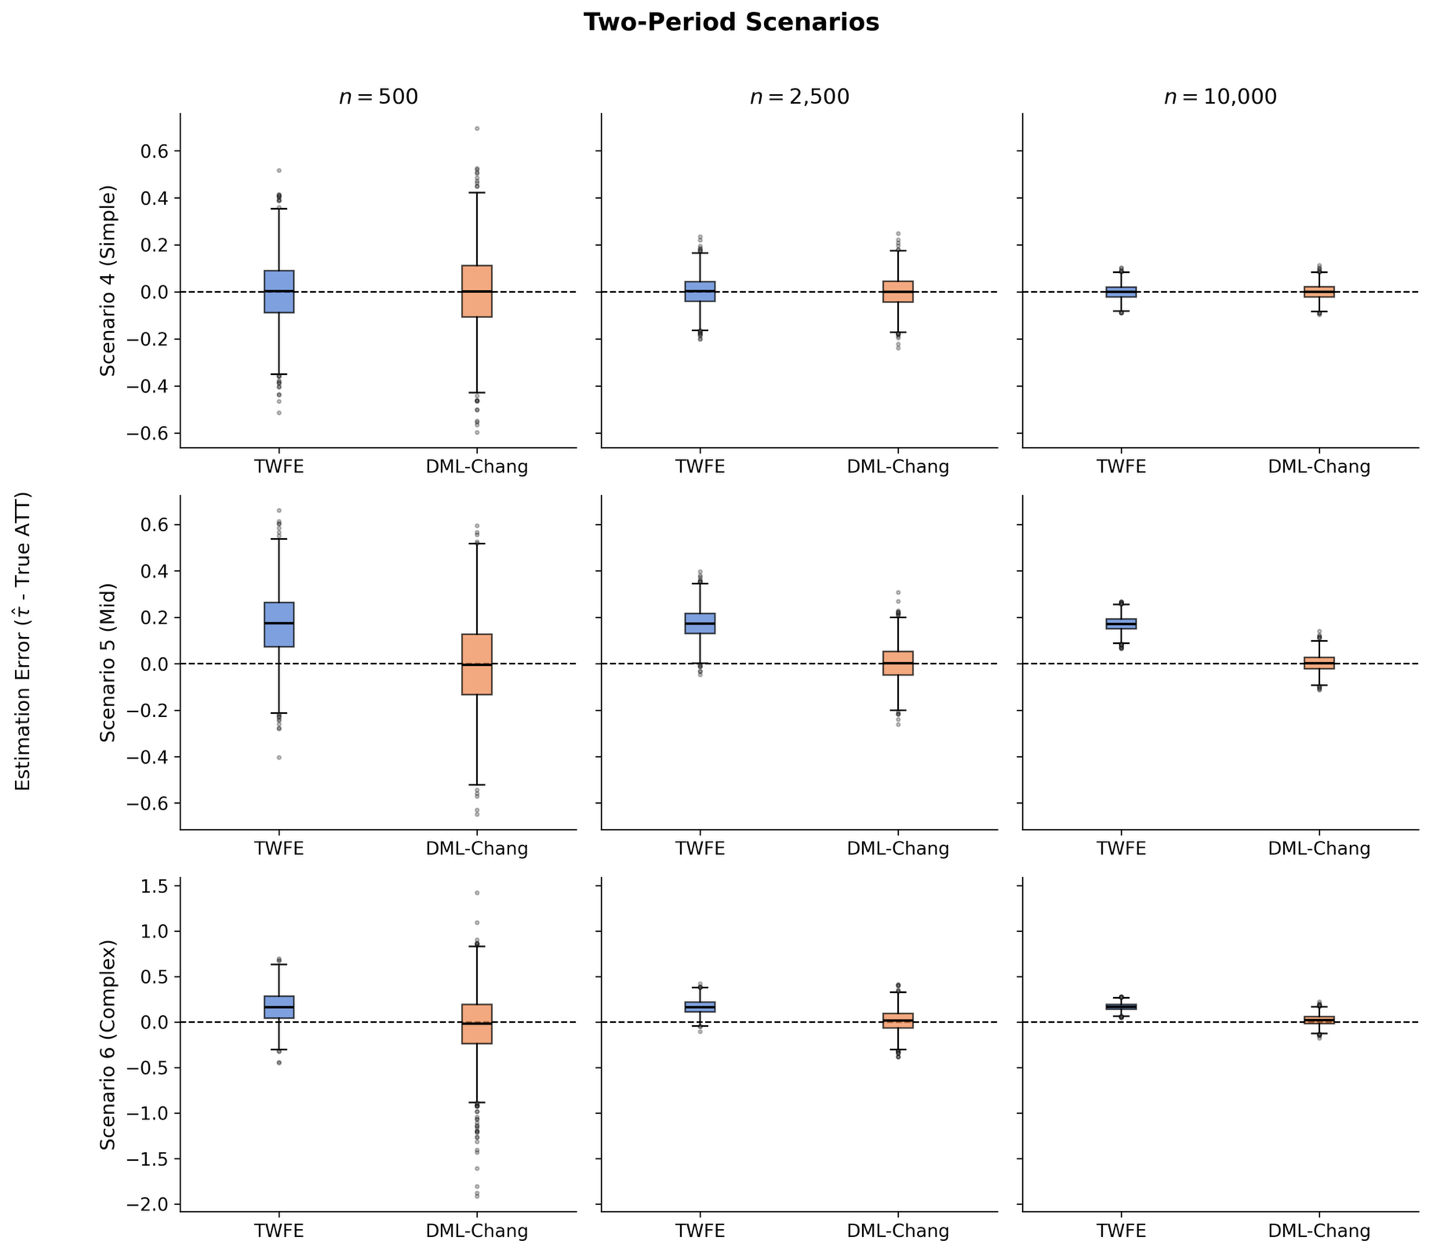 Two-Period Scenarios
n = 500
n = 2,500
n = 10,000
Estimation Error (τ̂ - True ATT)
Scenario 4 (Simple)
0.6
0.4
0.2
0.0
−0.2
−0.4
−0.6
TWFE
DML-Chang
TWFE
DML-Chang
TWFE
DML-Chang
Scenario 5 (Mid)
0.6
0.4
0.2
0.0
−0.2
−0.4
−0.6
TWFE
DML-Chang
TWFE
DML-Chang
TWFE
DML-Chang
Scenario 6 (Complex)
1.5
1.0
0.5
0.0
−0.5
−1.0
−1.5
−2.0
TWFE
DML-Chang
TWFE
DML-Chang
TWFE
DML-Chang